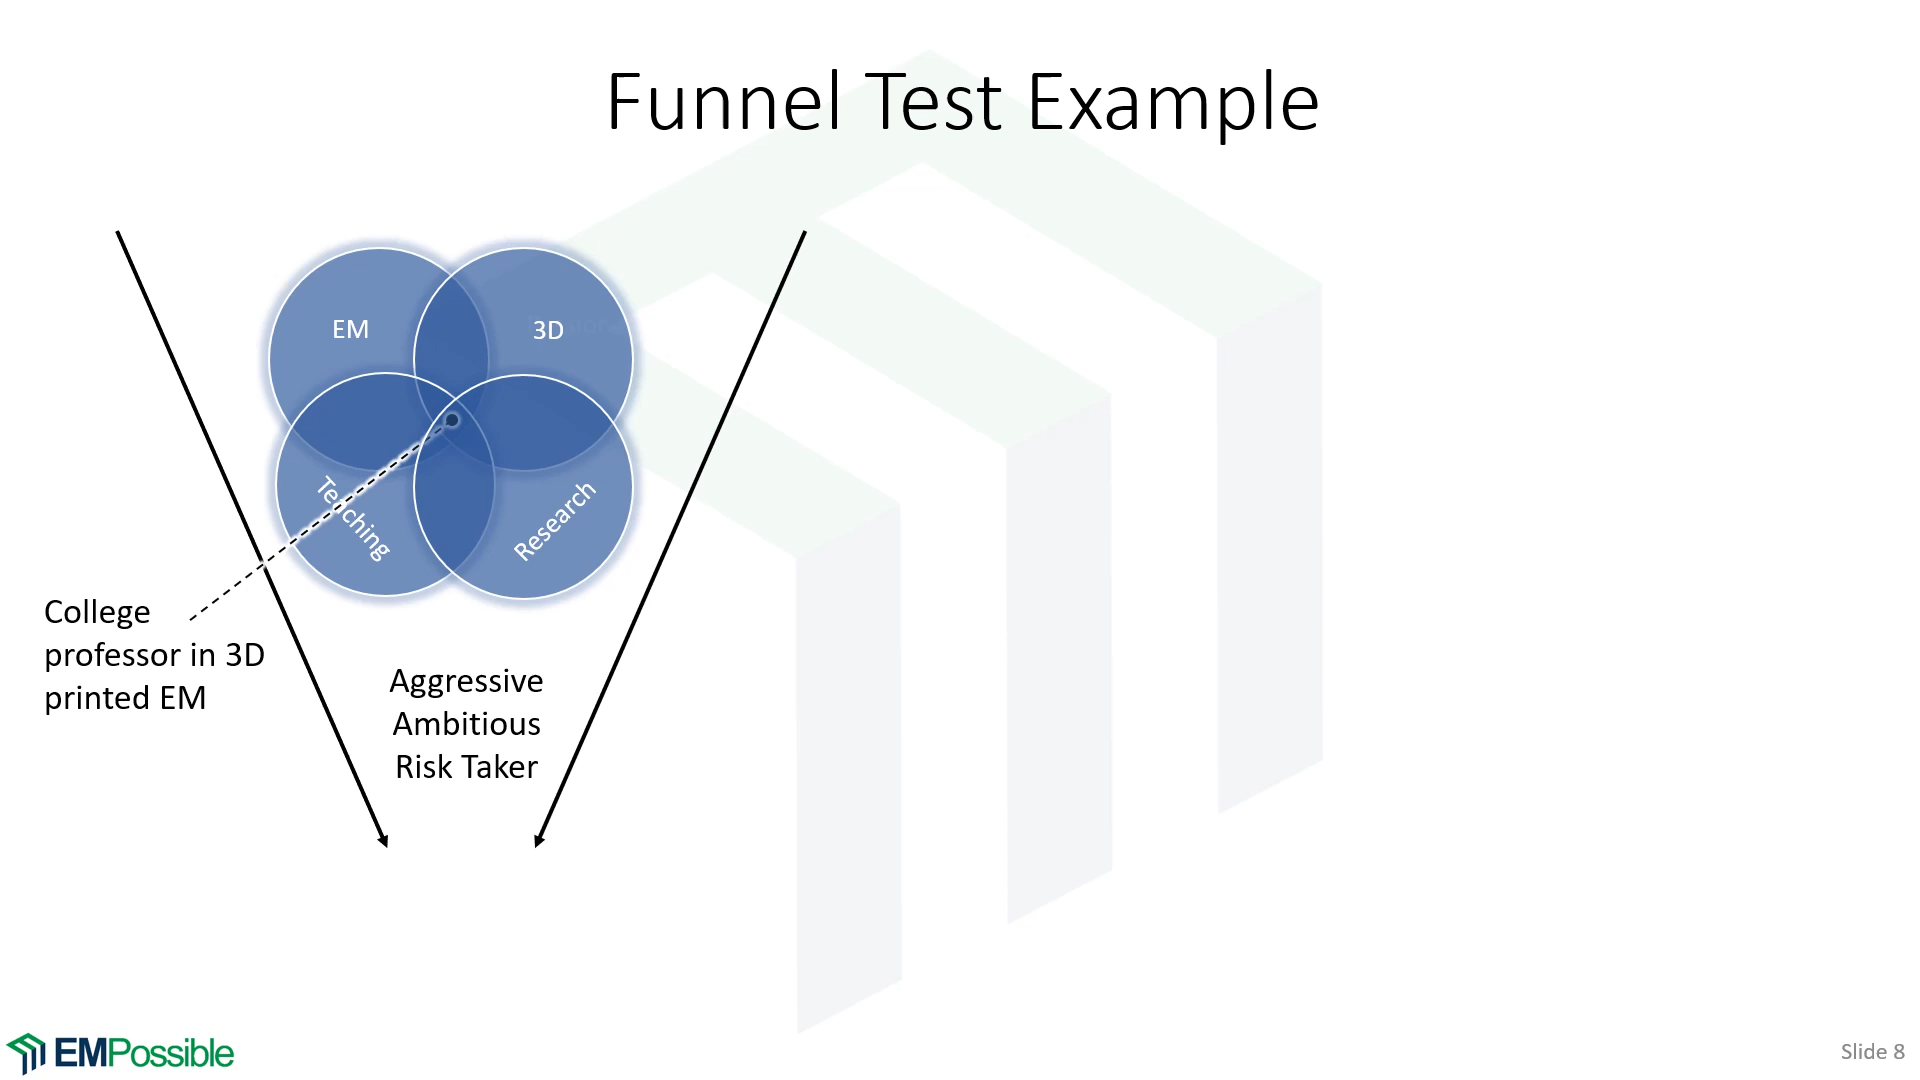 Funnel Test Example
EM
3D
Teaching
Research
College
professor in 3D
printed EM
Aggressive
Ambitious
Risk Taker
EMPossible
Slide 8